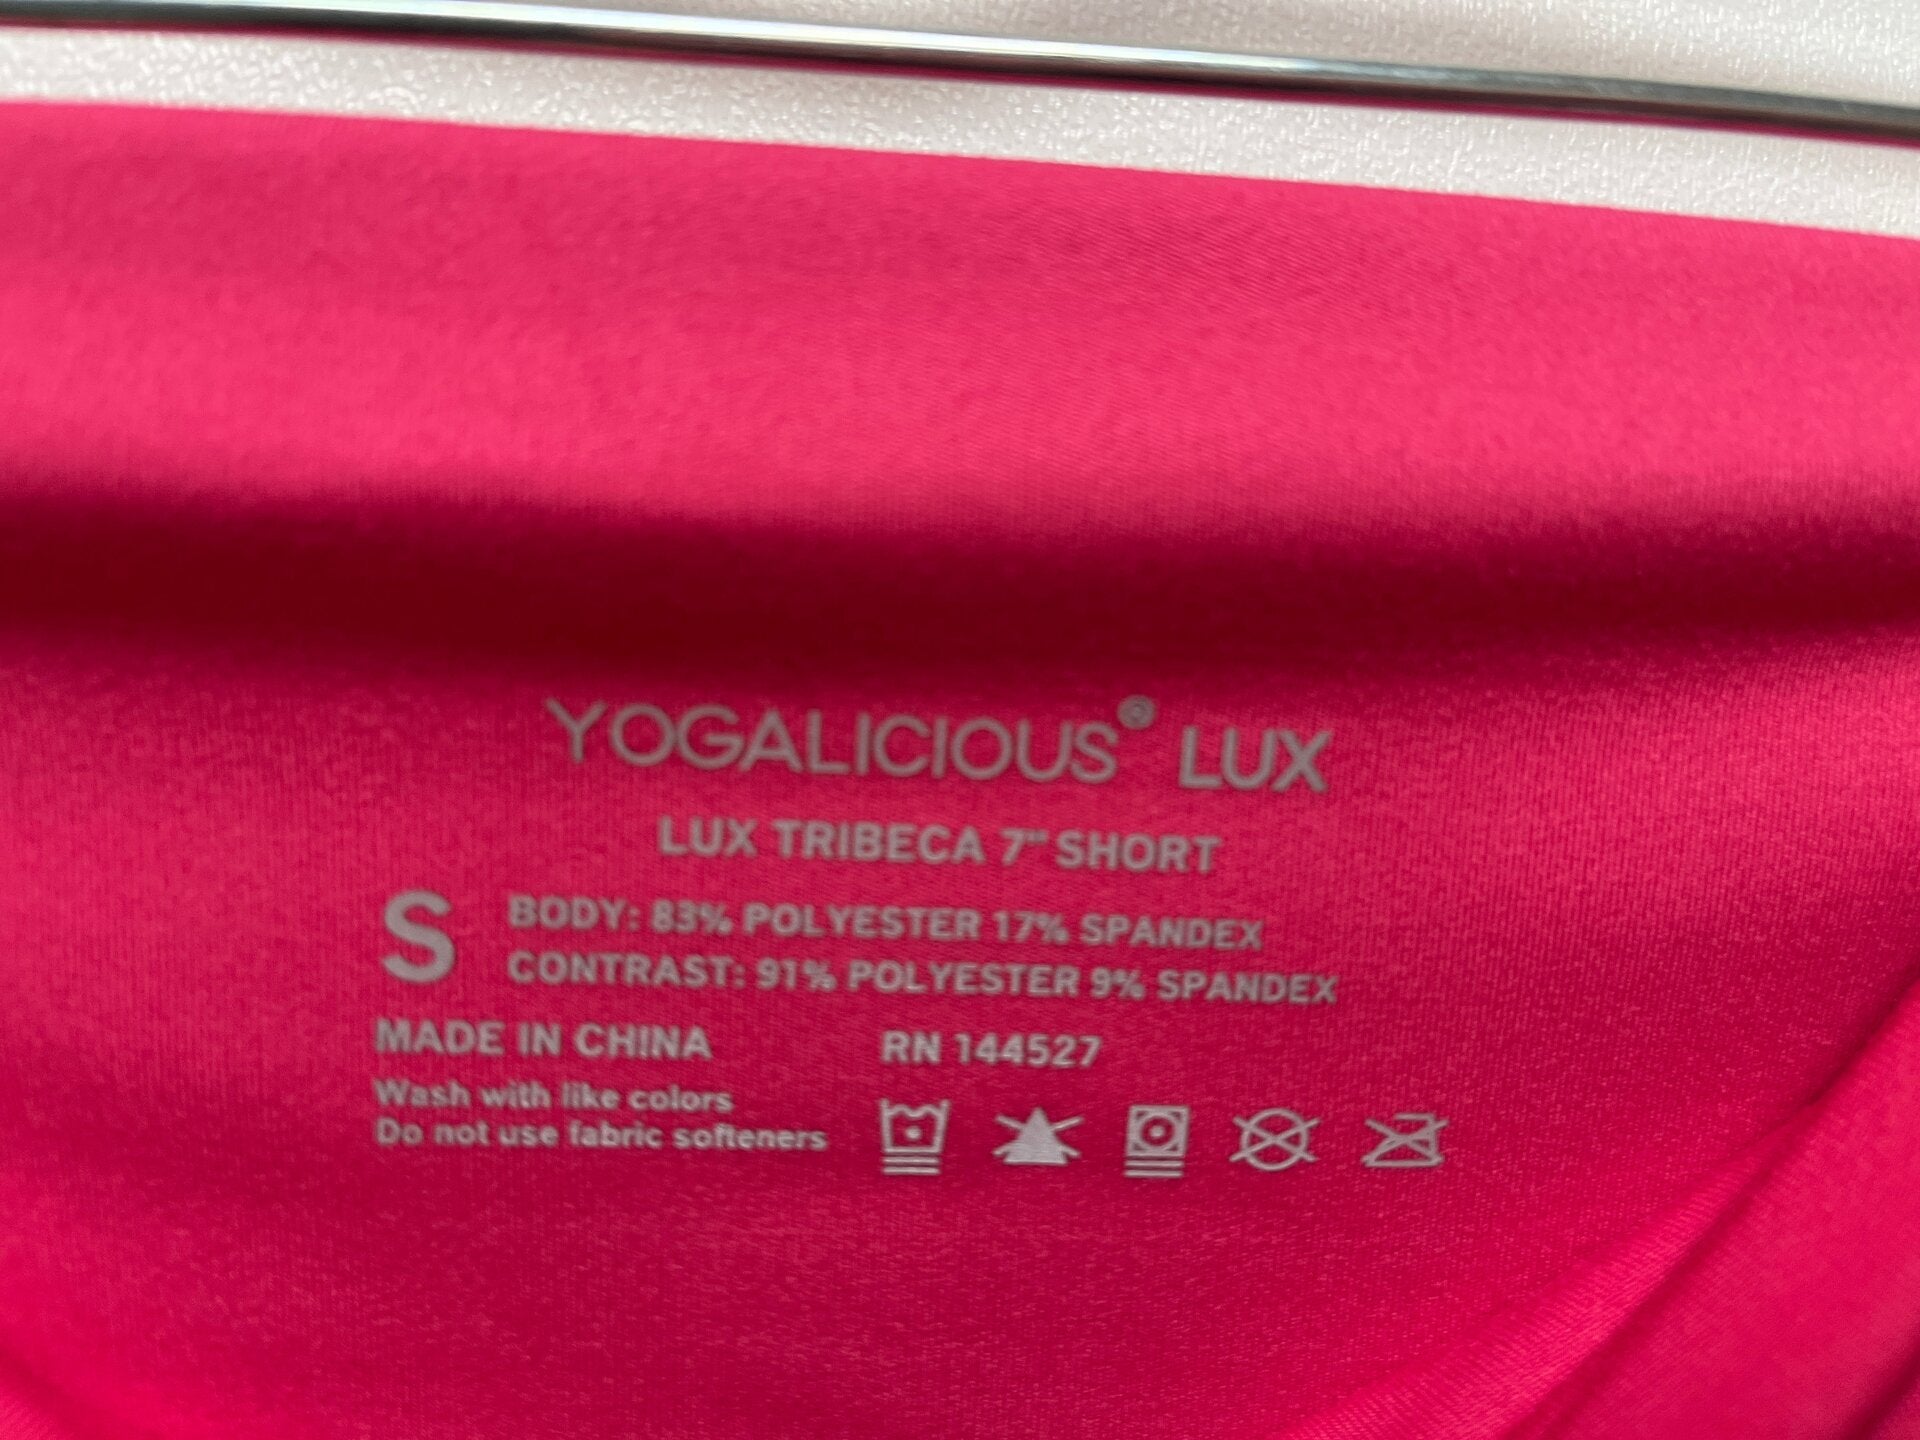 YOGALICIOUS® LUX
LUX TRIBECA 7" SHORT
S
BODY: 83% POLYESTER 17% SPANDEX
CONTRAST: 91% POLYESTER 9% SPANDEX
MADE IN CHINA RN 144527
Wash with like colors
Do not use fabric softeners